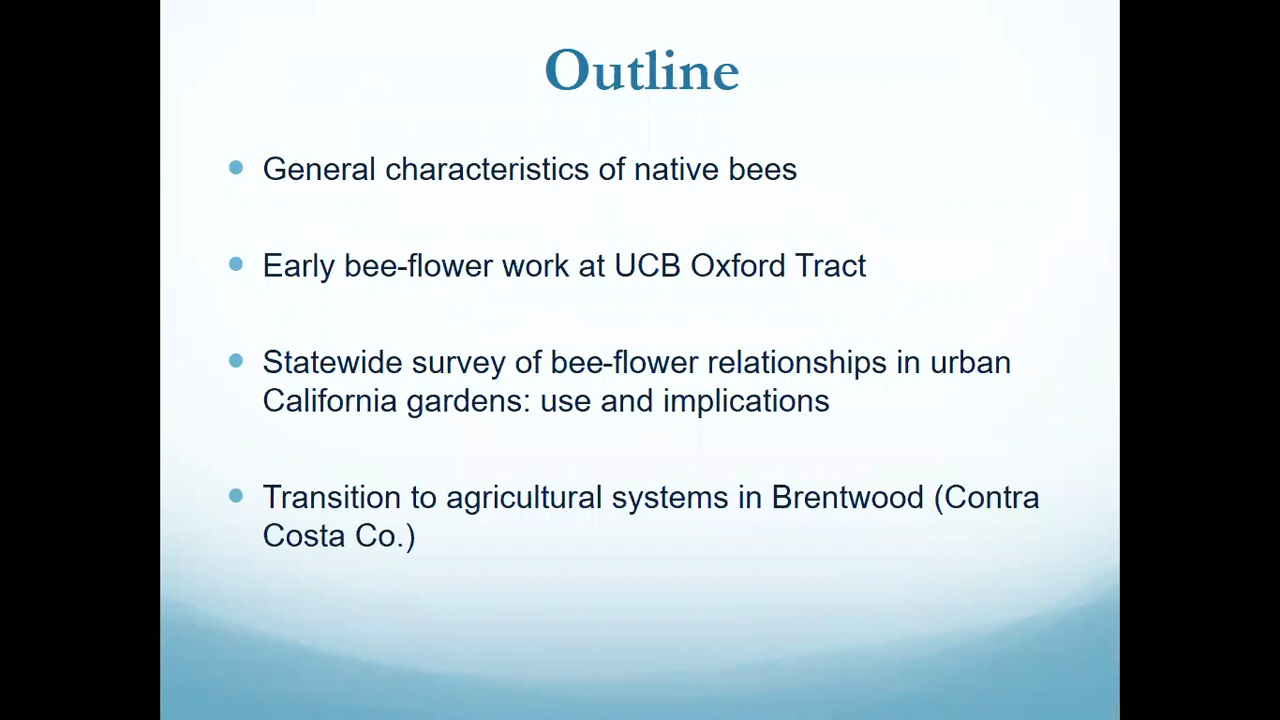 Outline
General characteristics of native bees
Early bee-flower work at UCB Oxford Tract
Statewide survey of bee-flower relationships in urban
California gardens: use and implications
Transition to agricultural systems in Brentwood (Contra
Costa Co.)